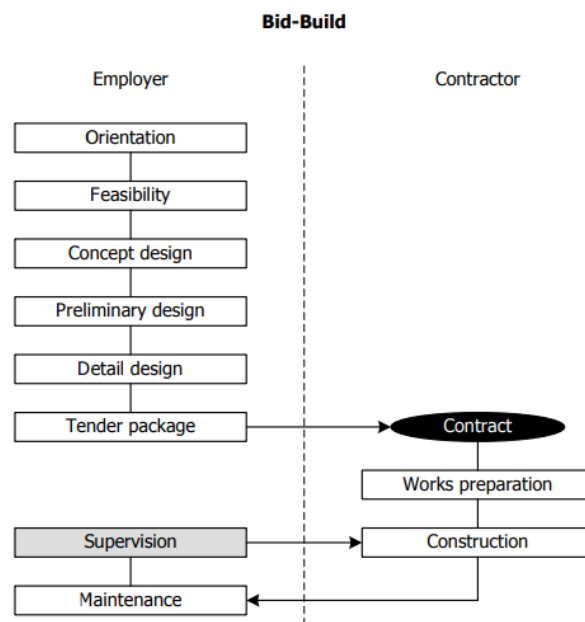 Bid-Build
Employer
Contractor
Orientation
Feasibility
Concept design
Preliminary design
Detail design
Tender package
Contract
Works preparation
Supervision
Construction
Maintenance